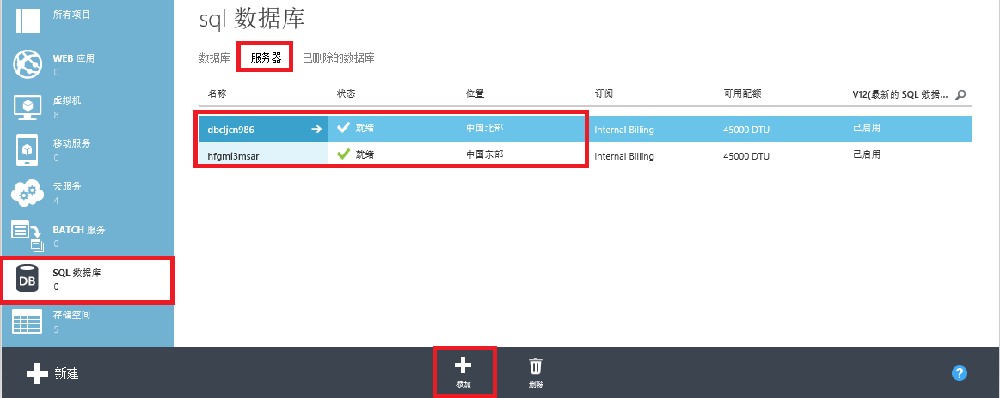 所有项目
WEB 应用
0
虚拟机
8
移动服务
0
云服务
4
BATCH 服务
0
DB
SQL 数据库
0
存储空间
5
sql 数据库
数据库 服务器 已删除的数据库
名称 状态 位置 订阅 可用配额 V12(最新的 SQL 数据...
dbcljcn986 就绪 中国北部 Internal Billing 45000 DTU 已启用
hfgmi3msar 就绪 中国东部 Internal Billing 45000 DTU 已启用
新建 添加 删除 ?